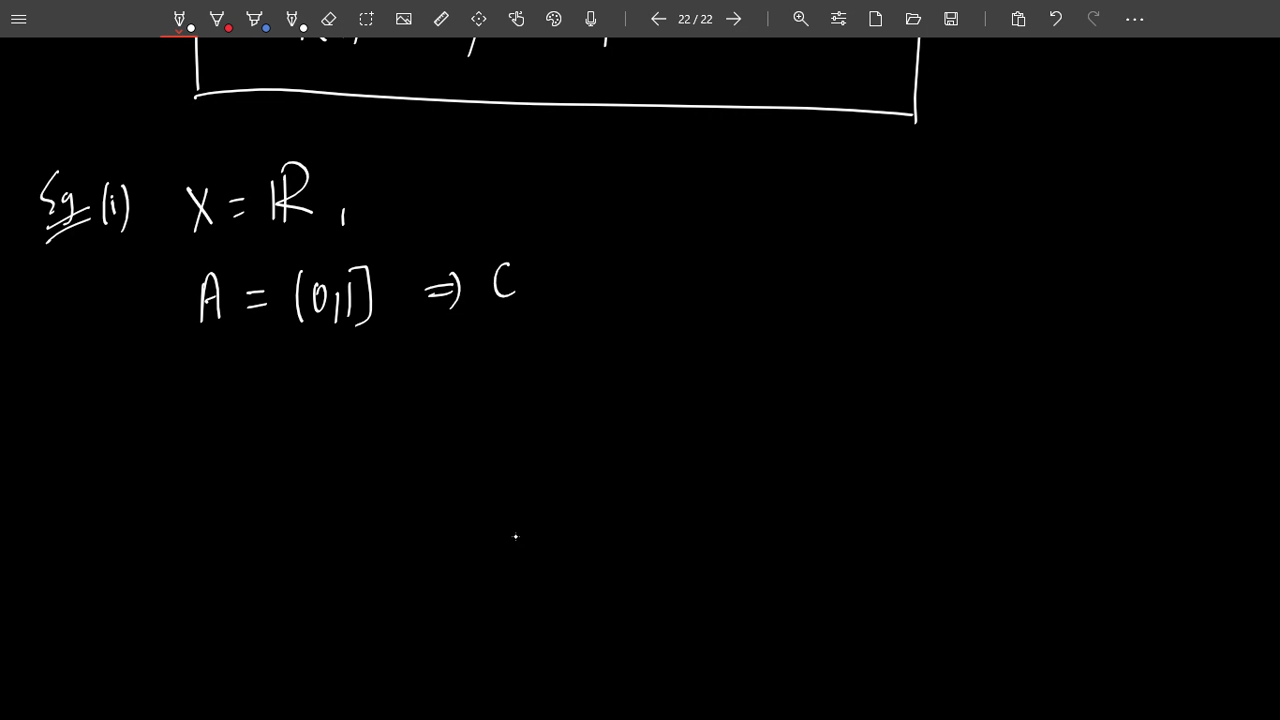 22 / 22
Eg (i) X = ℝ,
A = (0,1] ⇒ C